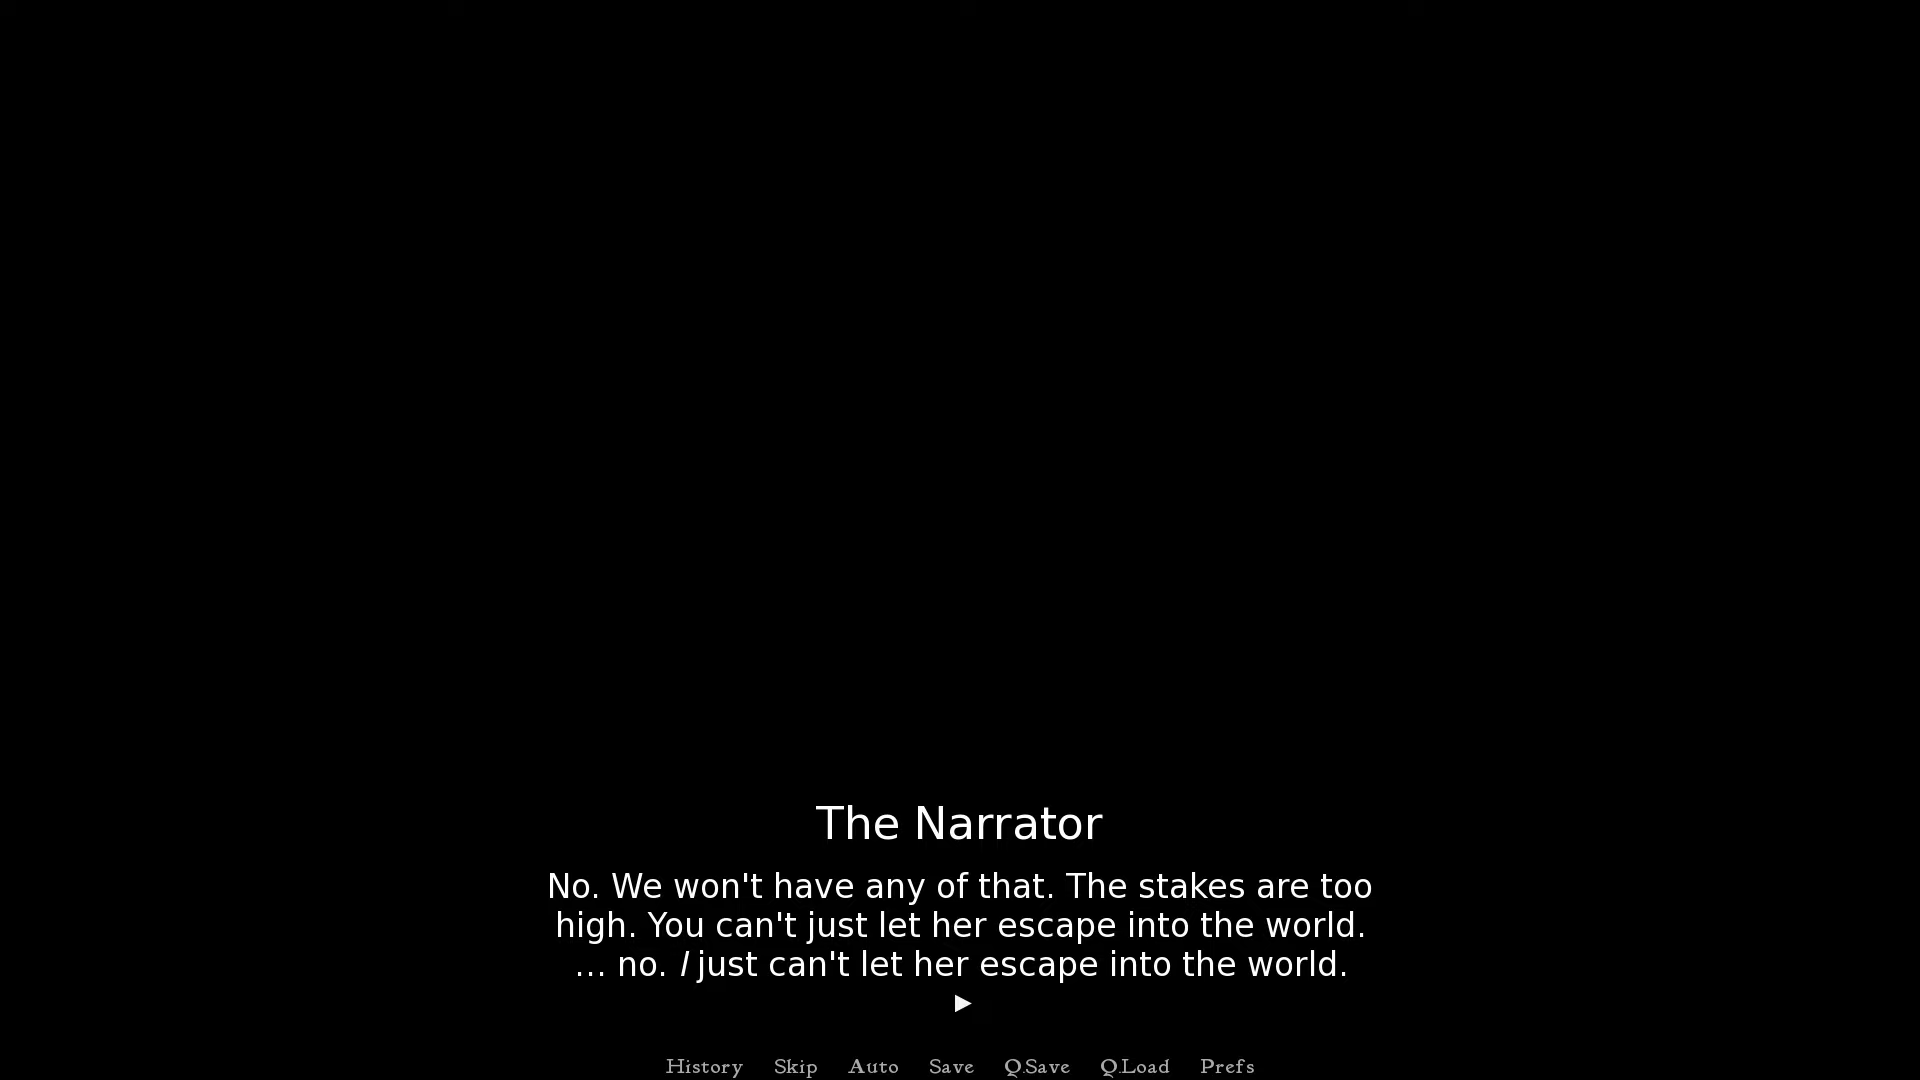 The Narrator
No. We won't have any of that. The stakes are too
high. You can't just let her escape into the world.
... no. I just can't let her escape into the world.
History Skip Auto Save Q.Save Q.Load Prefs